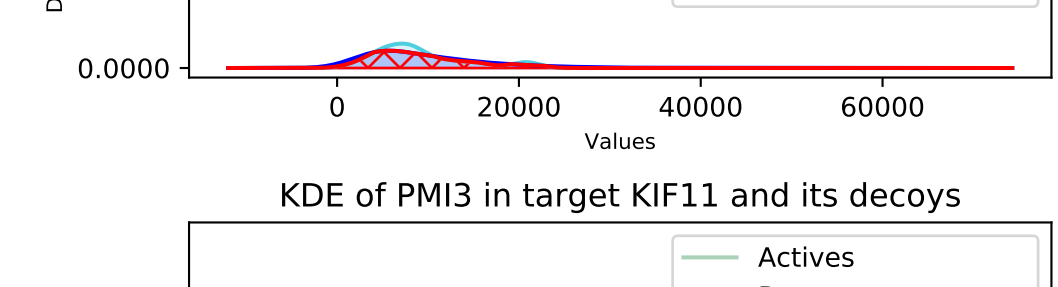 0.0000
0 20000 40000 60000
Values
KDE of PMI3 in target KIF11 and its decoys
Actives